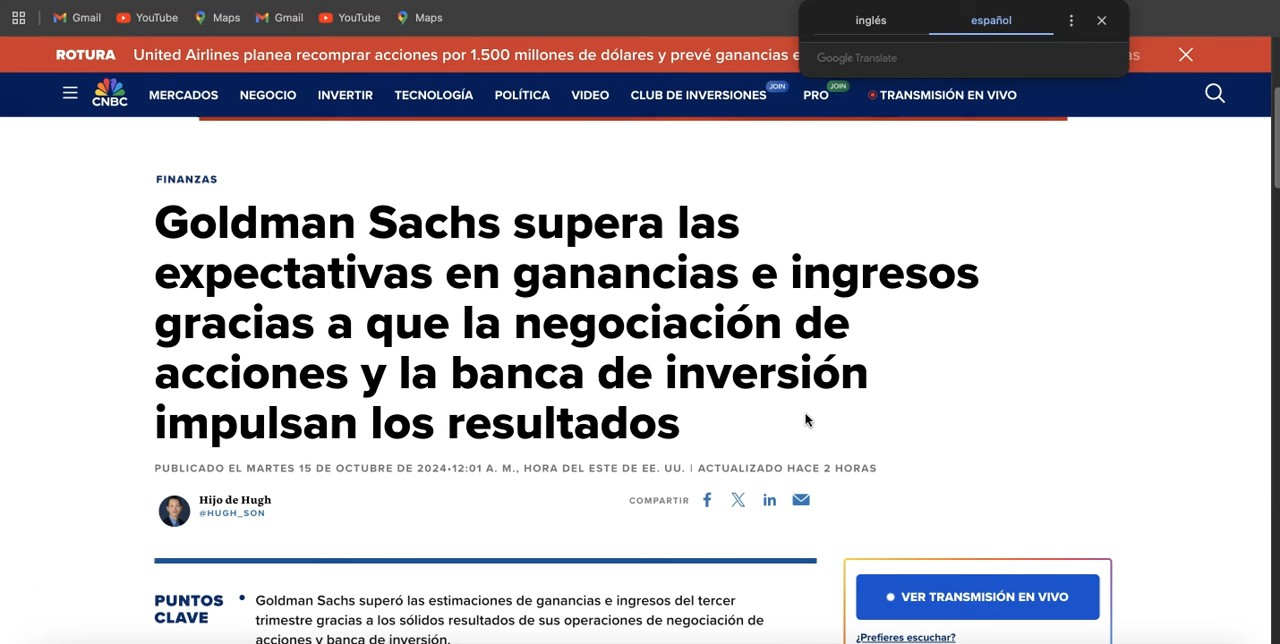 Gmail YouTube Maps Gmail YouTube Maps
inglés español
Google Translate
ROTURA United Airlines planea recomprar acciones por 1.500 millones de dólares y prevé ganancias e as
CNBC MERCADOS NEGOCIO INVERTIR TECNOLOGÍA POLÍTICA VIDEO CLUB DE INVERSIONES JOIN PRO JOIN TRANSMISIÓN EN VIVO
FINANZAS
Goldman Sachs supera las
expectativas en ganancias e ingresos
gracias a que la negociación de
acciones y la banca de inversión
impulsan los resultados
PUBLICADO EL MARTES 15 DE OCTUBRE DE 2024•12:01 A. M., HORA DEL ESTE DE EE. UU. | ACTUALIZADO HACE 2 HORAS
Hijo de Hugh
@HUGH_SON
COMPARTIR
PUNTOS
CLAVE
• Goldman Sachs superó las estimaciones de ganancias e ingresos del tercer
trimestre gracias a los sólidos resultados de sus operaciones de negociación de
acciones y banca de inversión.
VER TRANSMISIÓN EN VIVO
¿Prefieres escuchar?